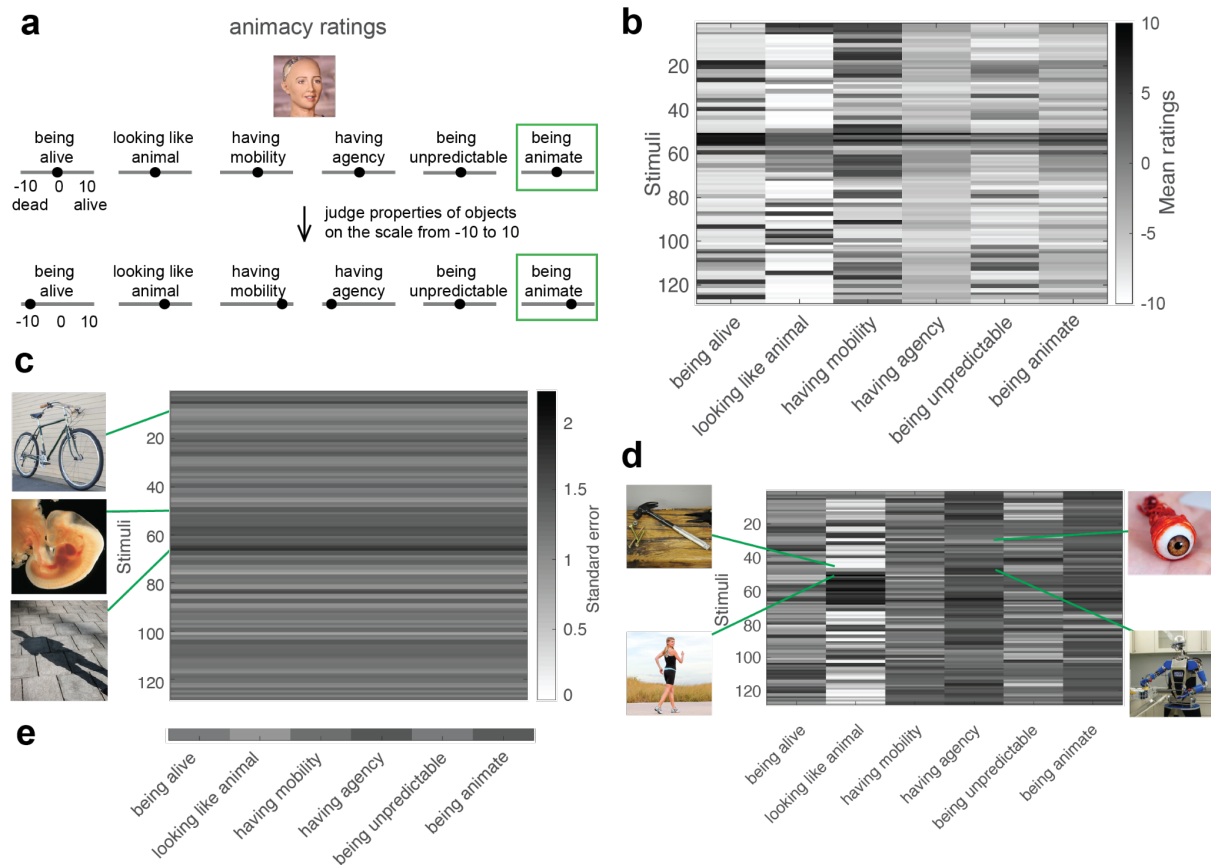 a
animacy ratings
being
alive
looking like
animal
having
mobility
having
agency
being
unpredictable
being
animate
-10 0 10
dead alive
judge properties of objects
on the scale from -10 to 10
being
alive
looking like
animal
having
mobility
having
agency
being
unpredictable
being
animate
-10 0 10
b
Stimuli
20
40
60
80
100
120
being alive
looking like animal
having mobility
having agency
being unpredictable
being animate
10
5
0
-5
-10
Mean ratings
c
Stimuli
20
40
60
80
100
120
2
1.5
1
0.5
0
Standard error
d
Stimuli
20
40
60
80
100
120
being alive
looking like animal
having mobility
having agency
being unpredictable
being animate
e
being alive
looking like animal
having mobility
having agency
being unpredictable
being animate